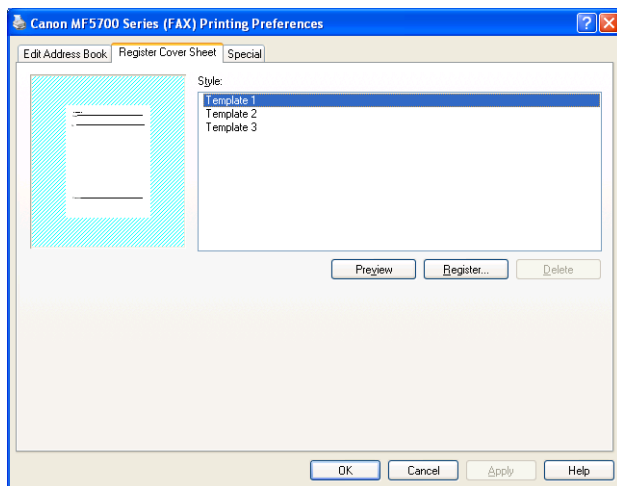 Canon MF5700 Series (FAX) Printing Preferences
Edit Address Book Register Cover Sheet Special
Style:
Template 1
Template 2
Template 3
Preview Register... Delete
OK Cancel Apply Help